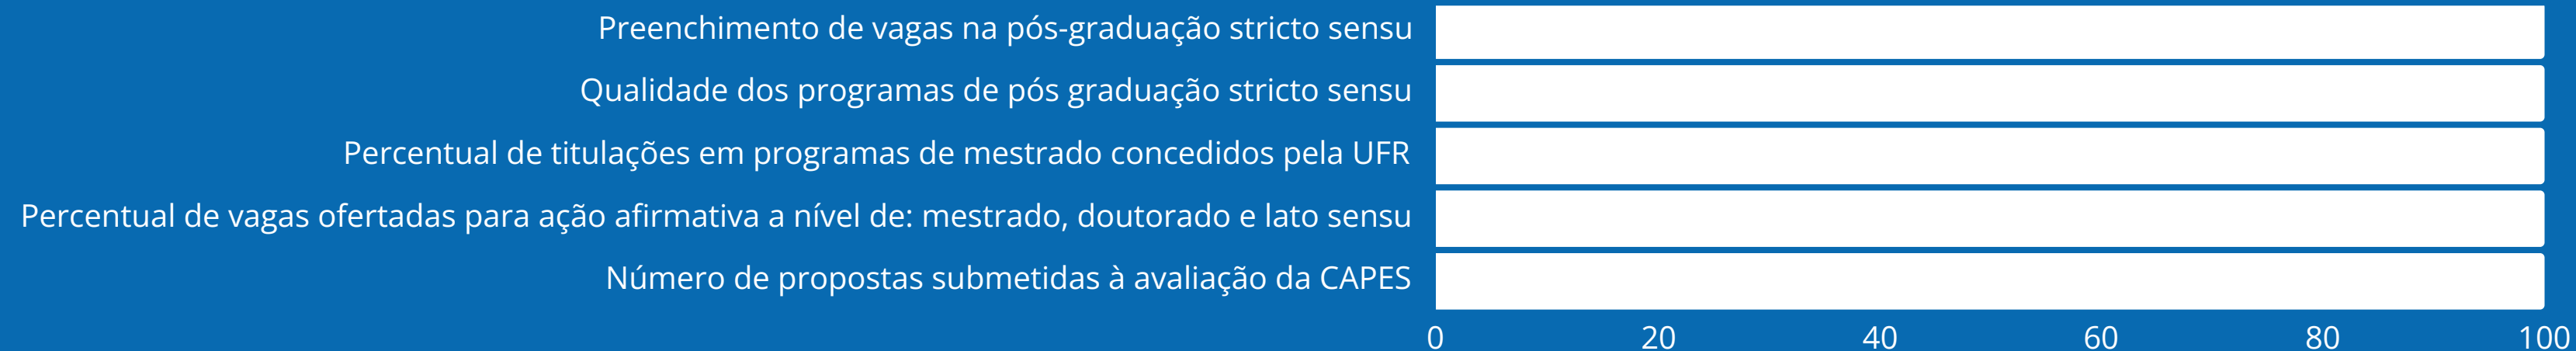 Preenchimento de vagas na pós-graduação stricto sensu
Qualidade dos programas de pós graduação stricto sensu
Percentual de titulações em programas de mestrado concedidos pela UFR
Percentual de vagas ofertadas para ação afirmativa a nível de: mestrado, doutorado e lato sensu
Número de propostas submetidas à avaliação da CAPES
0 20 40 60 80 100